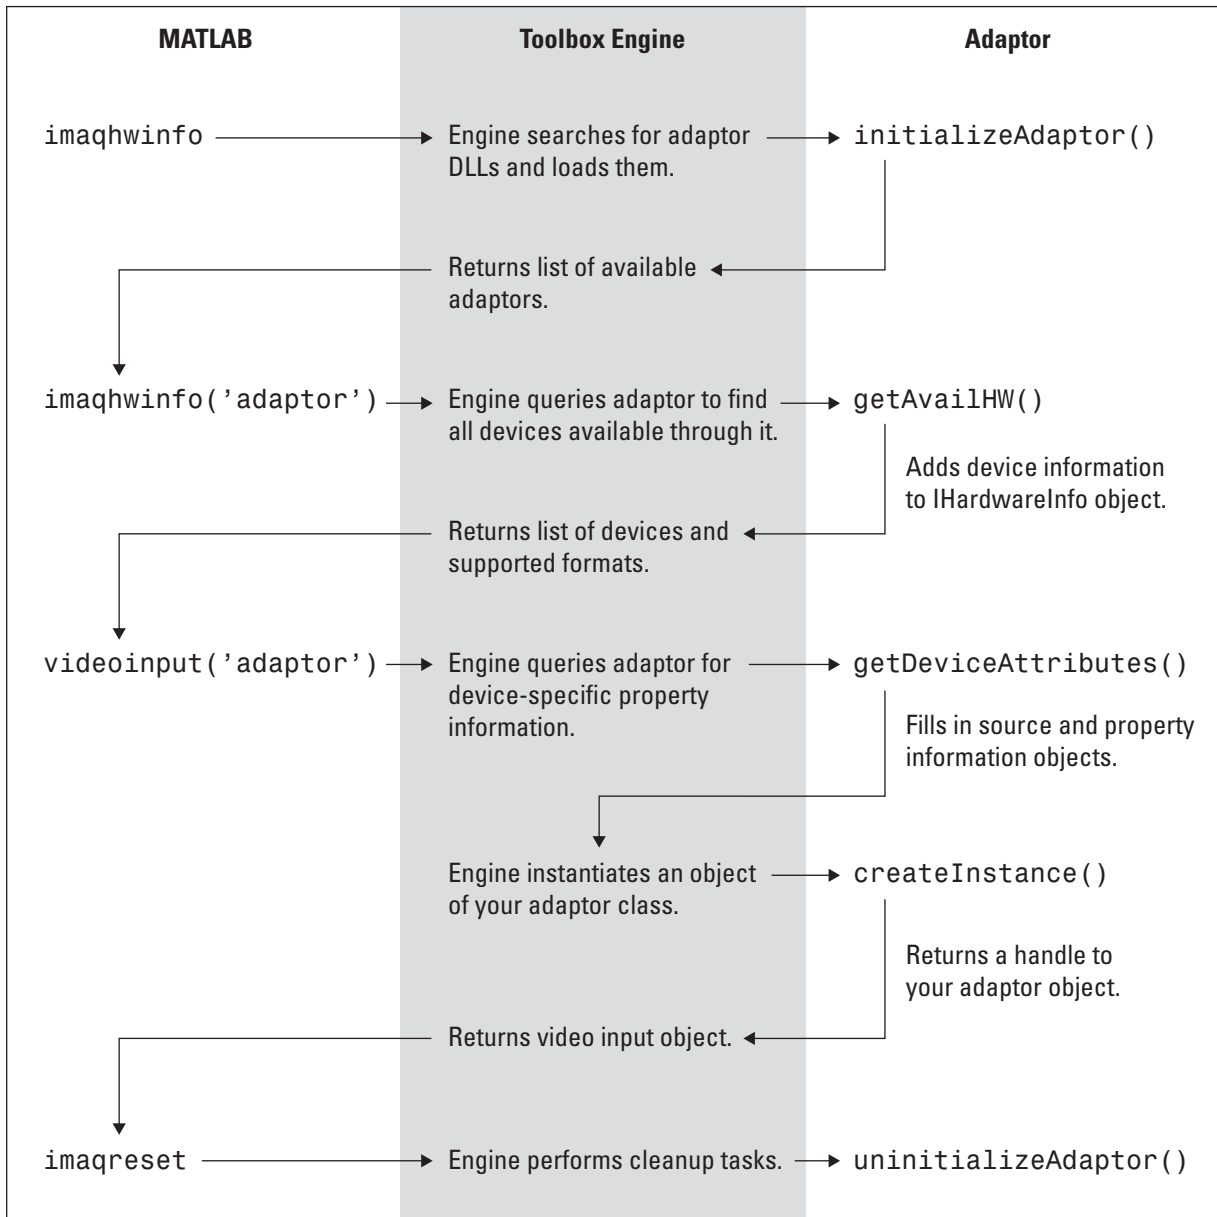 MATLAB
Toolbox Engine
Adaptor
imaqhwinfo
Engine searches for adaptor
DLLs and loads them.
initializeAdaptor()
Returns list of available
adaptors.
imaqhwinfo('adaptor')
Engine queries adaptor to find
all devices available through it.
getAvailHW()
Adds device information
to IHardwareInfo object.
Returns list of devices and
supported formats.
videoinput('adaptor')
Engine queries adaptor for
device-specific property
information.
getDeviceAttributes()
Fills in source and property
information objects.
Engine instantiates an object
of your adaptor class.
createInstance()
Returns a handle to
your adaptor object.
Returns video input object.
imaqreset
Engine performs cleanup tasks.
uninitializeAdaptor()